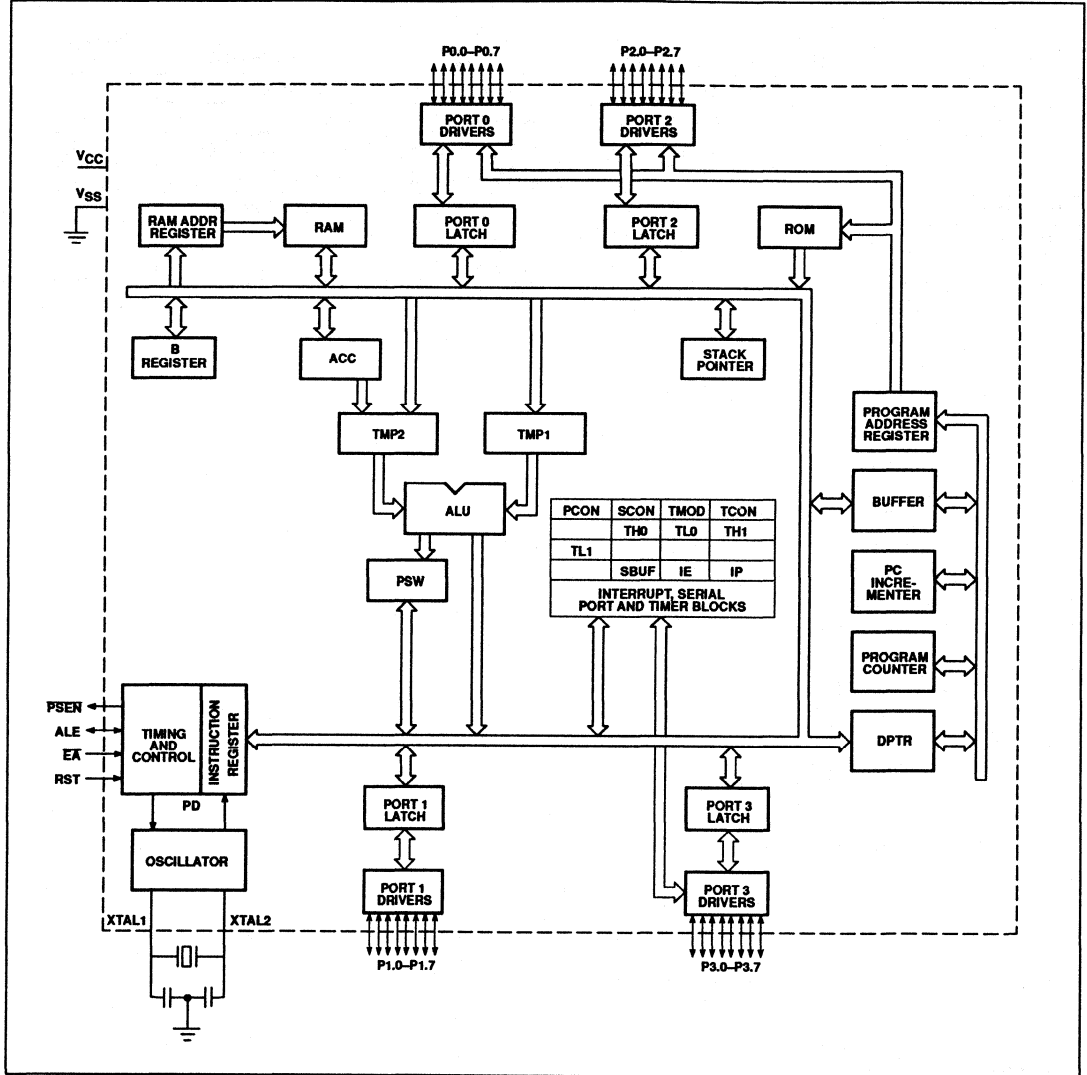 P0.0–P0.7
P2.0–P2.7
PORT 0
DRIVERS
PORT 2
DRIVERS
VCC
VSS
RAM ADDR
REGISTER
RAM
PORT 0
LATCH
PORT 2
LATCH
ROM
B
REGISTER
ACC
STACK
POINTER
TMP2
TMP1
PROGRAM
ADDRESS
REGISTER
ALU
BUFFER
PCON SCON TMOD TCON
TH0 TL0 TH1
TL1
SBUF IE IP
INTERRUPT, SERIAL
PORT AND TIMER BLOCKS
PSW
PC
INCRE-
MENTER
PROGRAM
COUNTER
PSEN
ALE
EA
RST
TIMING
AND
CONTROL
INSTRUCTION
REGISTER
DPTR
PD
PORT 1
LATCH
PORT 3
LATCH
OSCILLATOR
PORT 1
DRIVERS
PORT 3
DRIVERS
XTAL1
XTAL2
P1.0–P1.7
P3.0–P3.7